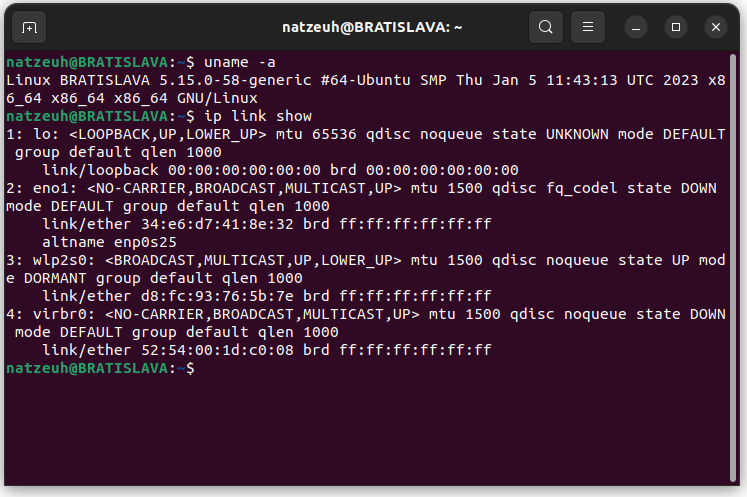 natzeuh@BRATISLAVA: ~
natzeuh@BRATISLAVA:~$ uname -a
Linux BRATISLAVA 5.15.0-58-generic #64-Ubuntu SMP Thu Jan 5 11:43:13 UTC 2023 x8
6_64 x86_64 x86_64 GNU/Linux
natzeuh@BRATISLAVA:~$ ip link show
1: lo: <LOOPBACK,UP,LOWER_UP> mtu 65536 qdisc noqueue state UNKNOWN mode DEFAULT
 group default qlen 1000
    link/loopback 00:00:00:00:00:00 brd 00:00:00:00:00:00
2: eno1: <NO-CARRIER,BROADCAST,MULTICAST,UP> mtu 1500 qdisc fq_codel state DOWN
mode DEFAULT group default qlen 1000
    link/ether 34:e6:d7:41:8e:32 brd ff:ff:ff:ff:ff:ff
    altname enp0s25
3: wlp2s0: <BROADCAST,MULTICAST,UP,LOWER_UP> mtu 1500 qdisc noqueue state UP mod
e DORMANT group default qlen 1000
    link/ether d8:fc:93:76:5b:7e brd ff:ff:ff:ff:ff:ff
4: virbr0: <NO-CARRIER,BROADCAST,MULTICAST,UP> mtu 1500 qdisc noqueue state DOWN
 mode DEFAULT group default qlen 1000
    link/ether 52:54:00:1d:c0:08 brd ff:ff:ff:ff:ff:ff
natzeuh@BRATISLAVA:~$